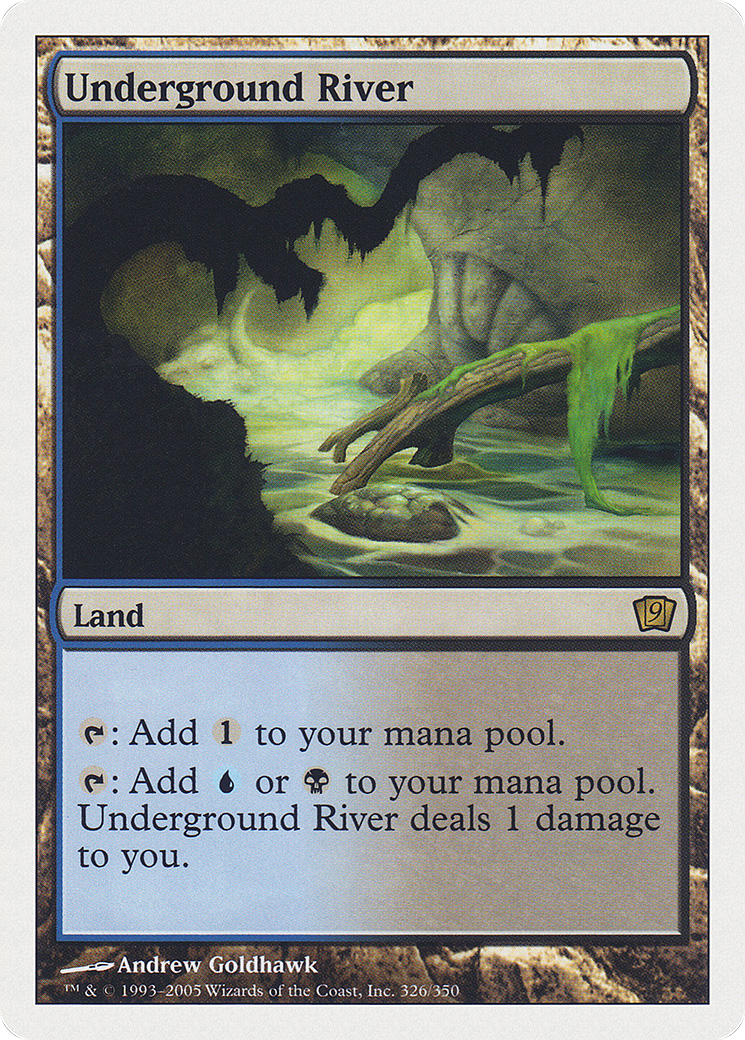 Underground River
Land
9
: Add 1 to your mana pool.
: Add or to your mana pool.
Underground River deals 1 damage
to you.
Andrew Goldhawk
™ & © 1993–2005 Wizards of the Coast, Inc. 326/350